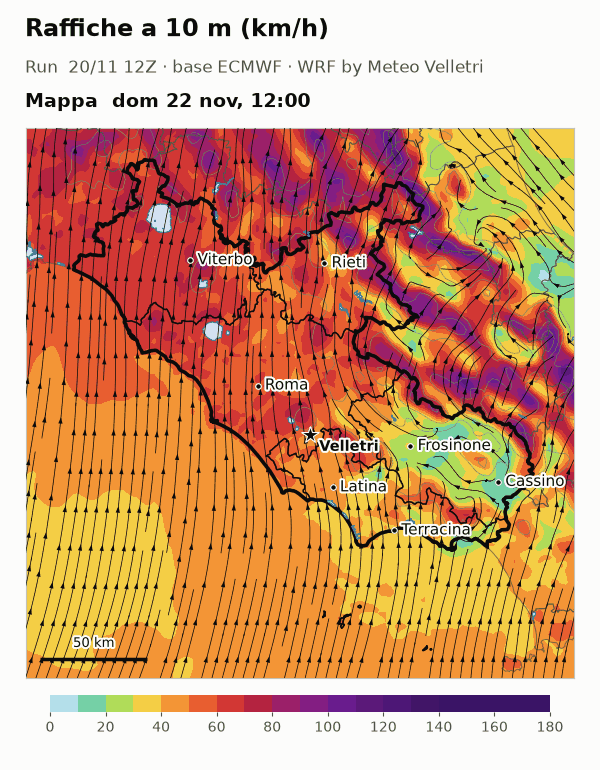 Raffiche a 10 m (km/h)
Run  20/11 12Z · base ECMWF · WRF by Meteo Velletri
Mappa  dom 22 nov, 12:00
Viterbo
Rieti
Roma
Velletri
Frosinone
Cassino
Latina
Terracina
50 km
0 20 40 60 80 100 120 140 160 180